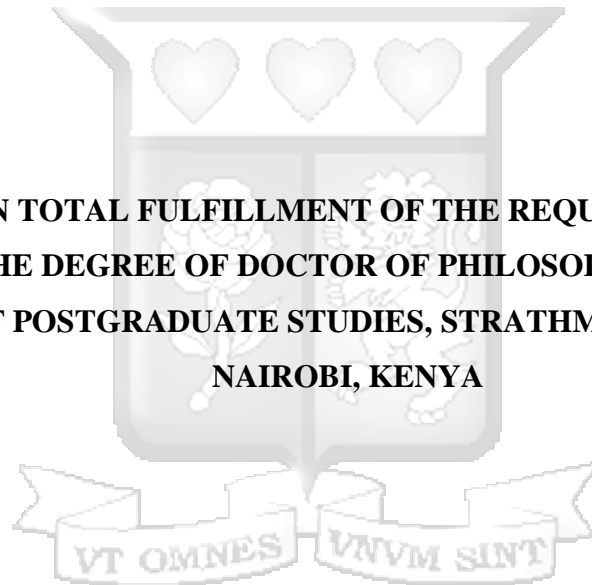 N TOTAL FULFILLMENT OF THE REQU
HE DEGREE OF DOCTOR OF PHILOSO
POSTGRADUATE STUDIES, STRATHM
NAIROBI, KENYA
VT OMNES VNVM SINT